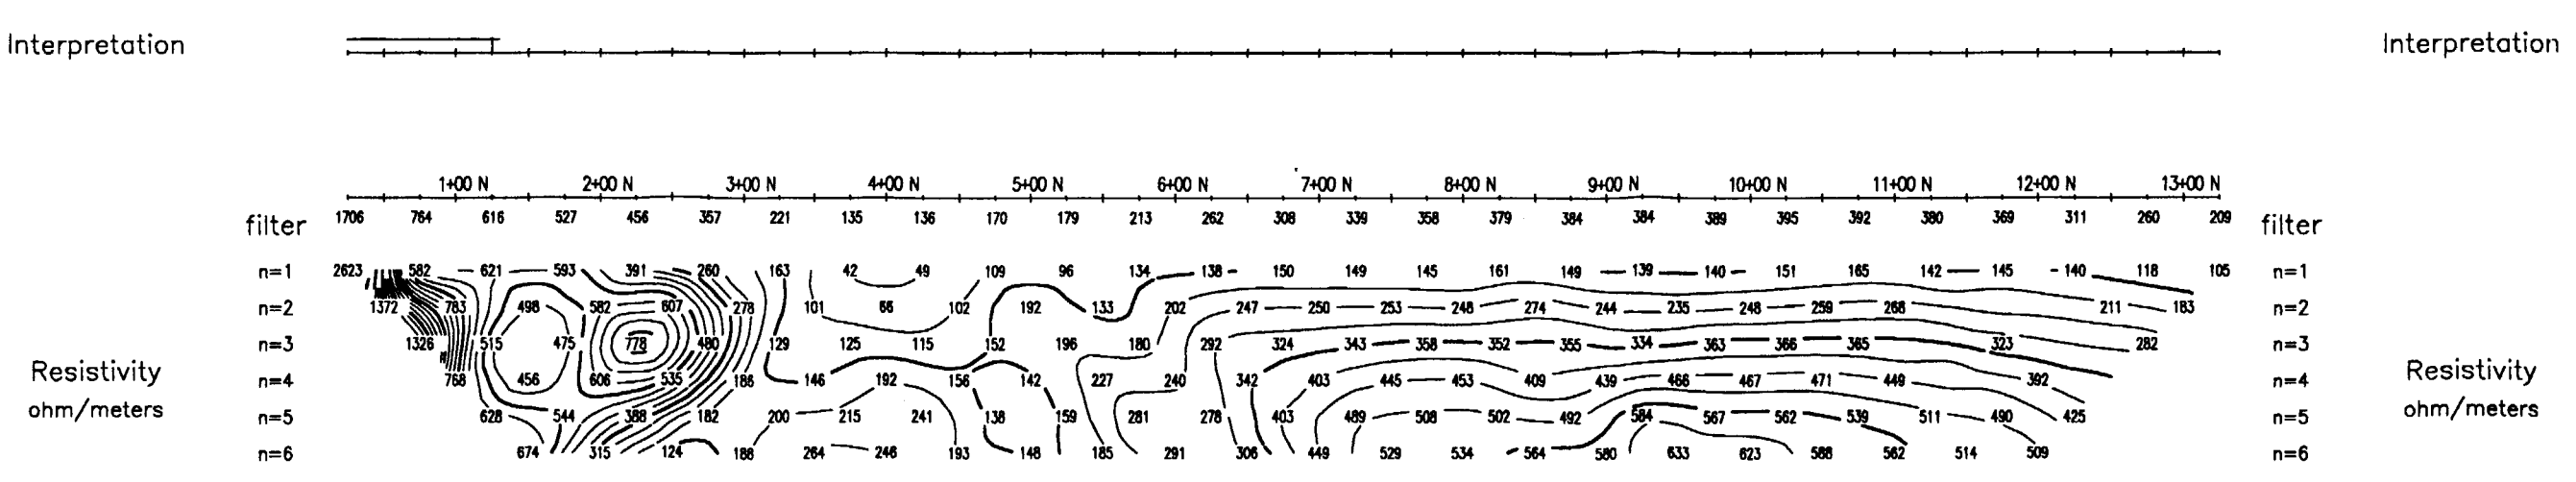 Interpretation Interpretation
1+00 N 2+00 N 3+00 N 4+00 N 5+00 N 6+00 N 7+00 N 8+00 N 9+00 N 10+00 N 11+00 N 12+00 N 13+00 N
filter 1706 764 616 527 456 357 221 135 136 170 179 213 262 308 339 358 379 384 384 389 395 392 380 369 311 260 209 filter
n=1 2623 582 621 593 391 260 163 42 49 109 96 134 138 150 149 145 161 149 139 140 151 165 142 145 140 118 105 n=1
n=2 1372 783 498 582 607 278 101 66 102 192 133 202 247 250 253 248 274 244 235 248 259 268 211 183 n=2
n=3 1326 515 475 778 480 129 125 115 152 196 180 292 324 343 358 352 355 334 363 366 365 323 282 n=3
Resistivity Resistivity
n=4 768 456 606 535 186 146 192 156 142 227 240 342 403 445 453 409 439 466 467 471 449 392 n=4
ohm/meters ohm/meters
n=5 628 544 388 182 200 215 241 138 159 281 278 403 489 508 502 492 584 567 562 539 511 490 425 n=5
n=6 674 315 124 188 264 246 193 148 185 291 306 449 529 534 564 580 633 623 588 562 514 509 n=6